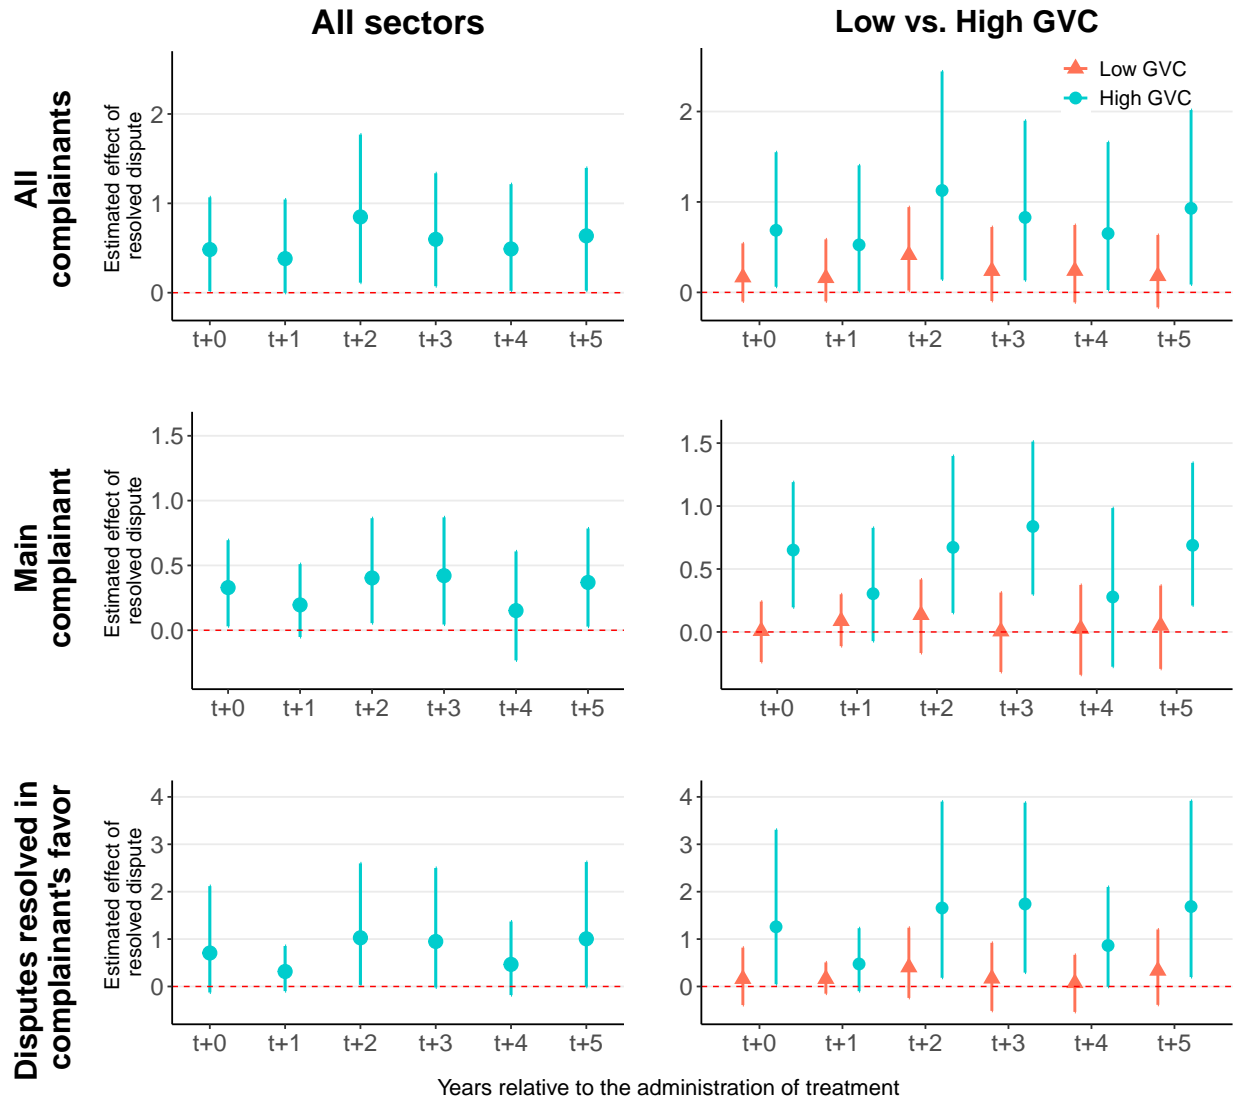 All sectors
Low vs. High GVC
All
complainants
Estimated effect of
resolved dispute
2
1
0
t+0 t+1 t+2 t+3 t+4 t+5
Low GVC
High GVC
2
1
0
t+0 t+1 t+2 t+3 t+4 t+5
Main
complainant
Estimated effect of
resolved dispute
1.5
1.0
0.5
0.0
t+0 t+1 t+2 t+3 t+4 t+5
1.5
1.0
0.5
0.0
t+0 t+1 t+2 t+3 t+4 t+5
Disputes resolved in
complainant's favor
Estimated effect of
resolved dispute
4
3
2
1
0
t+0 t+1 t+2 t+3 t+4 t+5
4
3
2
1
0
t+0 t+1 t+2 t+3 t+4 t+5
Years relative to the administration of treatment